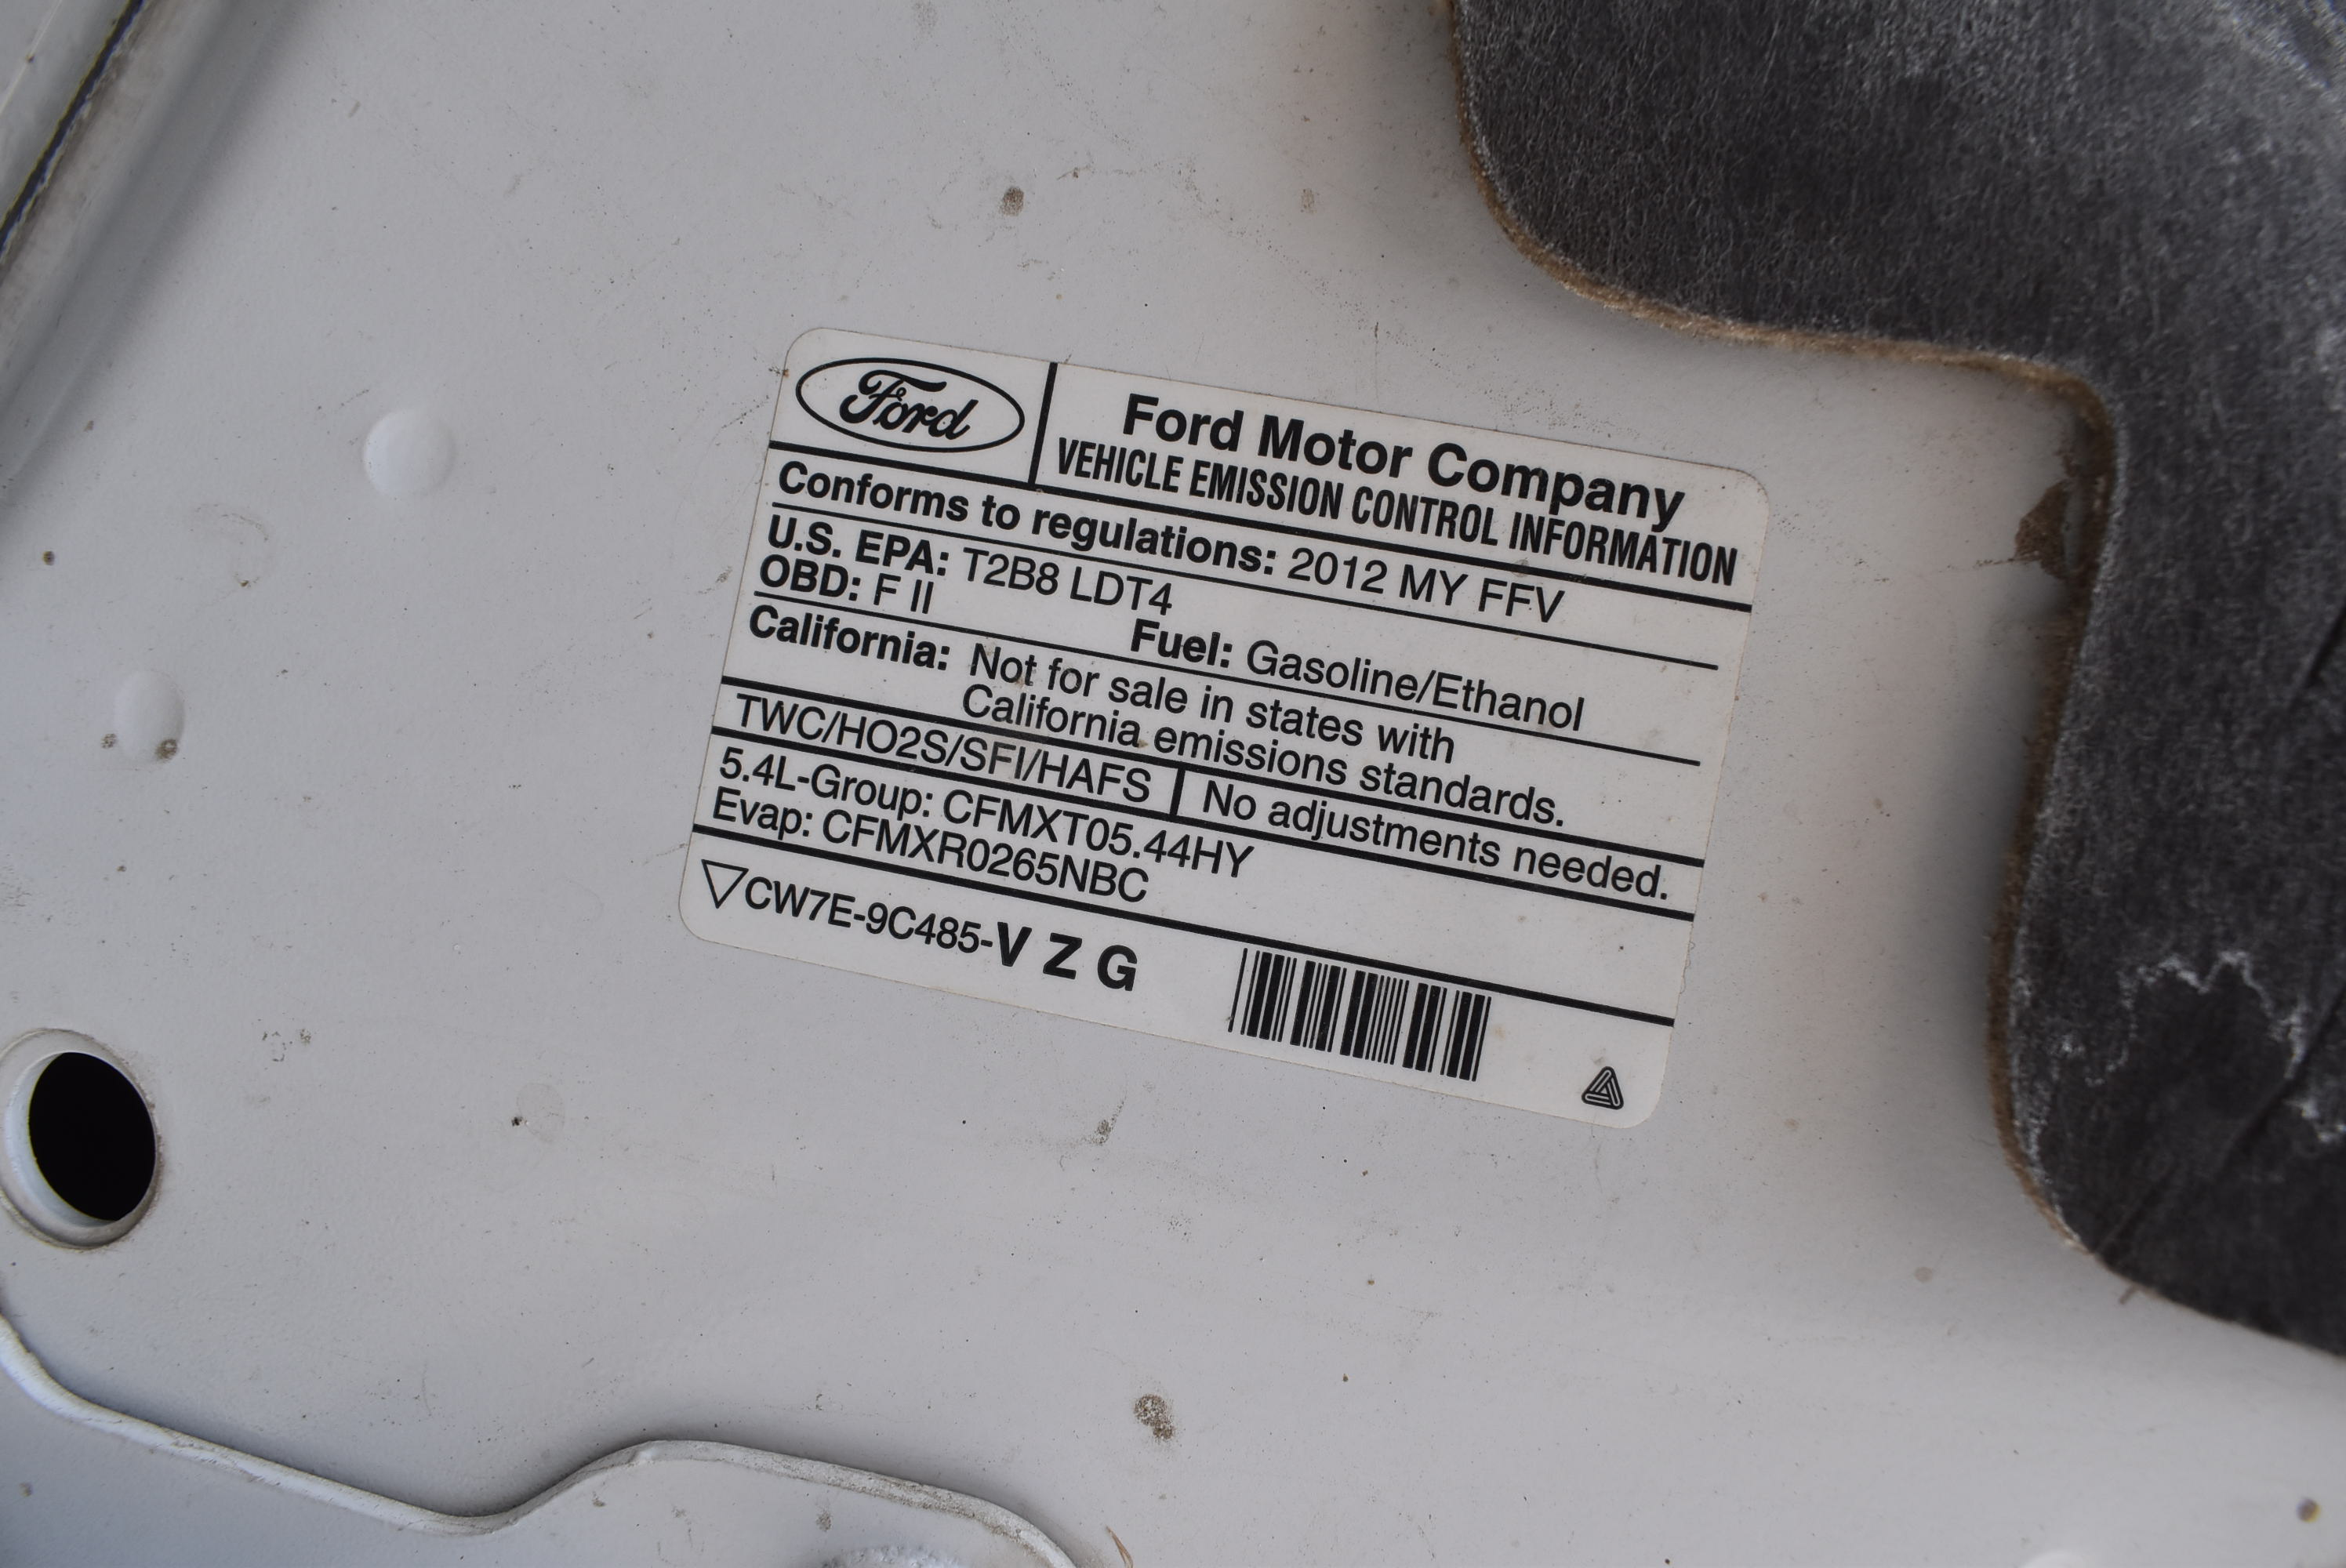 Ford
Ford Motor Company
VEHICLE EMISSION CONTROL INFORMATION
Conforms to regulations: 2012 MY FFV
U.S. EPA: T2B8 LDT4
OBD: F II Fuel: Gasoline/Ethanol
California: Not for sale in states with
California emissions standards.
TWC/HO2S/SFI/HAFS No adjustments needed.
5.4L-Group: CFMXT05.44HY
Evap: CFMXR0265NBC
▽CW7E-9C485-V Z G